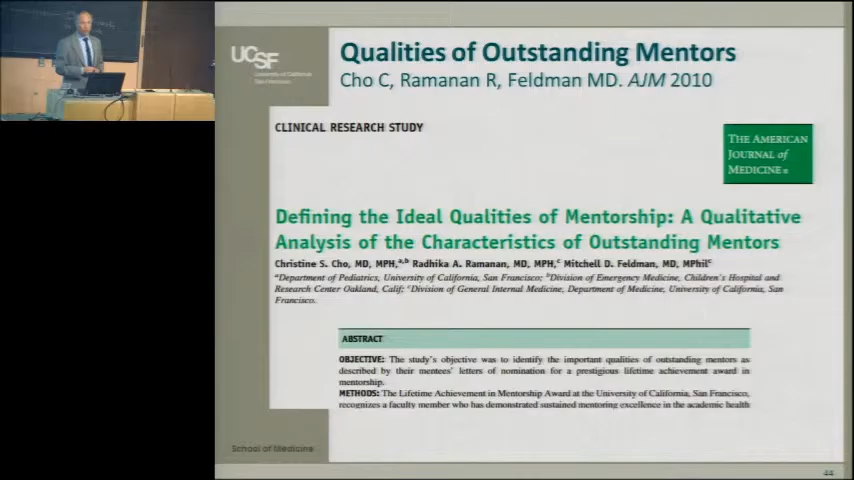 Qualities of Outstanding Mentors
Cho C, Ramanan R, Feldman MD. AJM 2010
UCSF
University of California
San Francisco
CLINICAL RESEARCH STUDY
THE AMERICAN
JOURNAL of
MEDICINE®
Defining the Ideal Qualities of Mentorship: A Qualitative
Analysis of the Characteristics of Outstanding Mentors
Christine S. Cho, MD, MPH,a,b Radhika A. Ramanan, MD, MPH,c Mitchell D. Feldman, MD, MPhilc
aDepartment of Pediatrics, University of California, San Francisco; bDivision of Emergency Medicine, Children's Hospital and
Research Center Oakland, Calif; cDivision of General Internal Medicine, Department of Medicine, University of California, San
Francisco.
ABSTRACT
OBJECTIVE: The study's objective was to identify the important qualities of outstanding mentors as
described by their mentees' letters of nomination for a prestigious lifetime achievement award in
mentorship.
METHODS: The Lifetime Achievement in Mentorship Award at the University of California, San Francisco,
recognizes a faculty member who has demonstrated sustained mentoring excellence in the academic health
School of Medicine
44